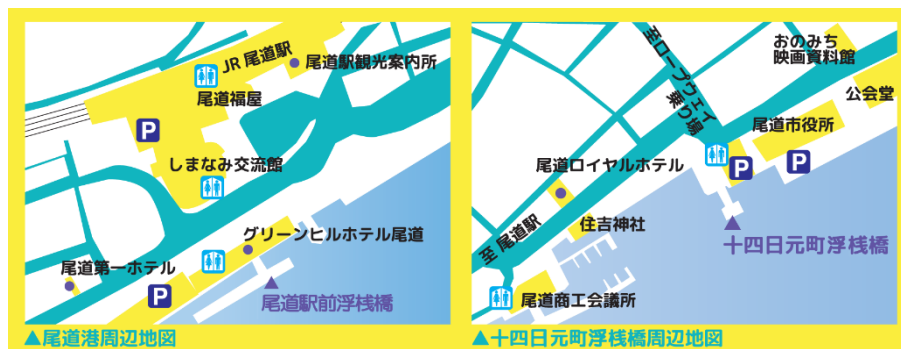 JR 尾道駅
尾道駅観光案内所
尾道福屋
P
しまなみ交流館
グリーンヒルホテル尾道
尾道第一ホテル
P
尾道駅前浮桟橋
▲尾道港周辺地図
至ロープウェイ
乗り場
おのみち
映画資料館
公会堂
尾道市役所
P
P
尾道ロイヤルホテル
住吉神社
至 尾道駅
十四日元町浮桟橋
尾道商工会議所
▲十四日元町浮桟橋周辺地図